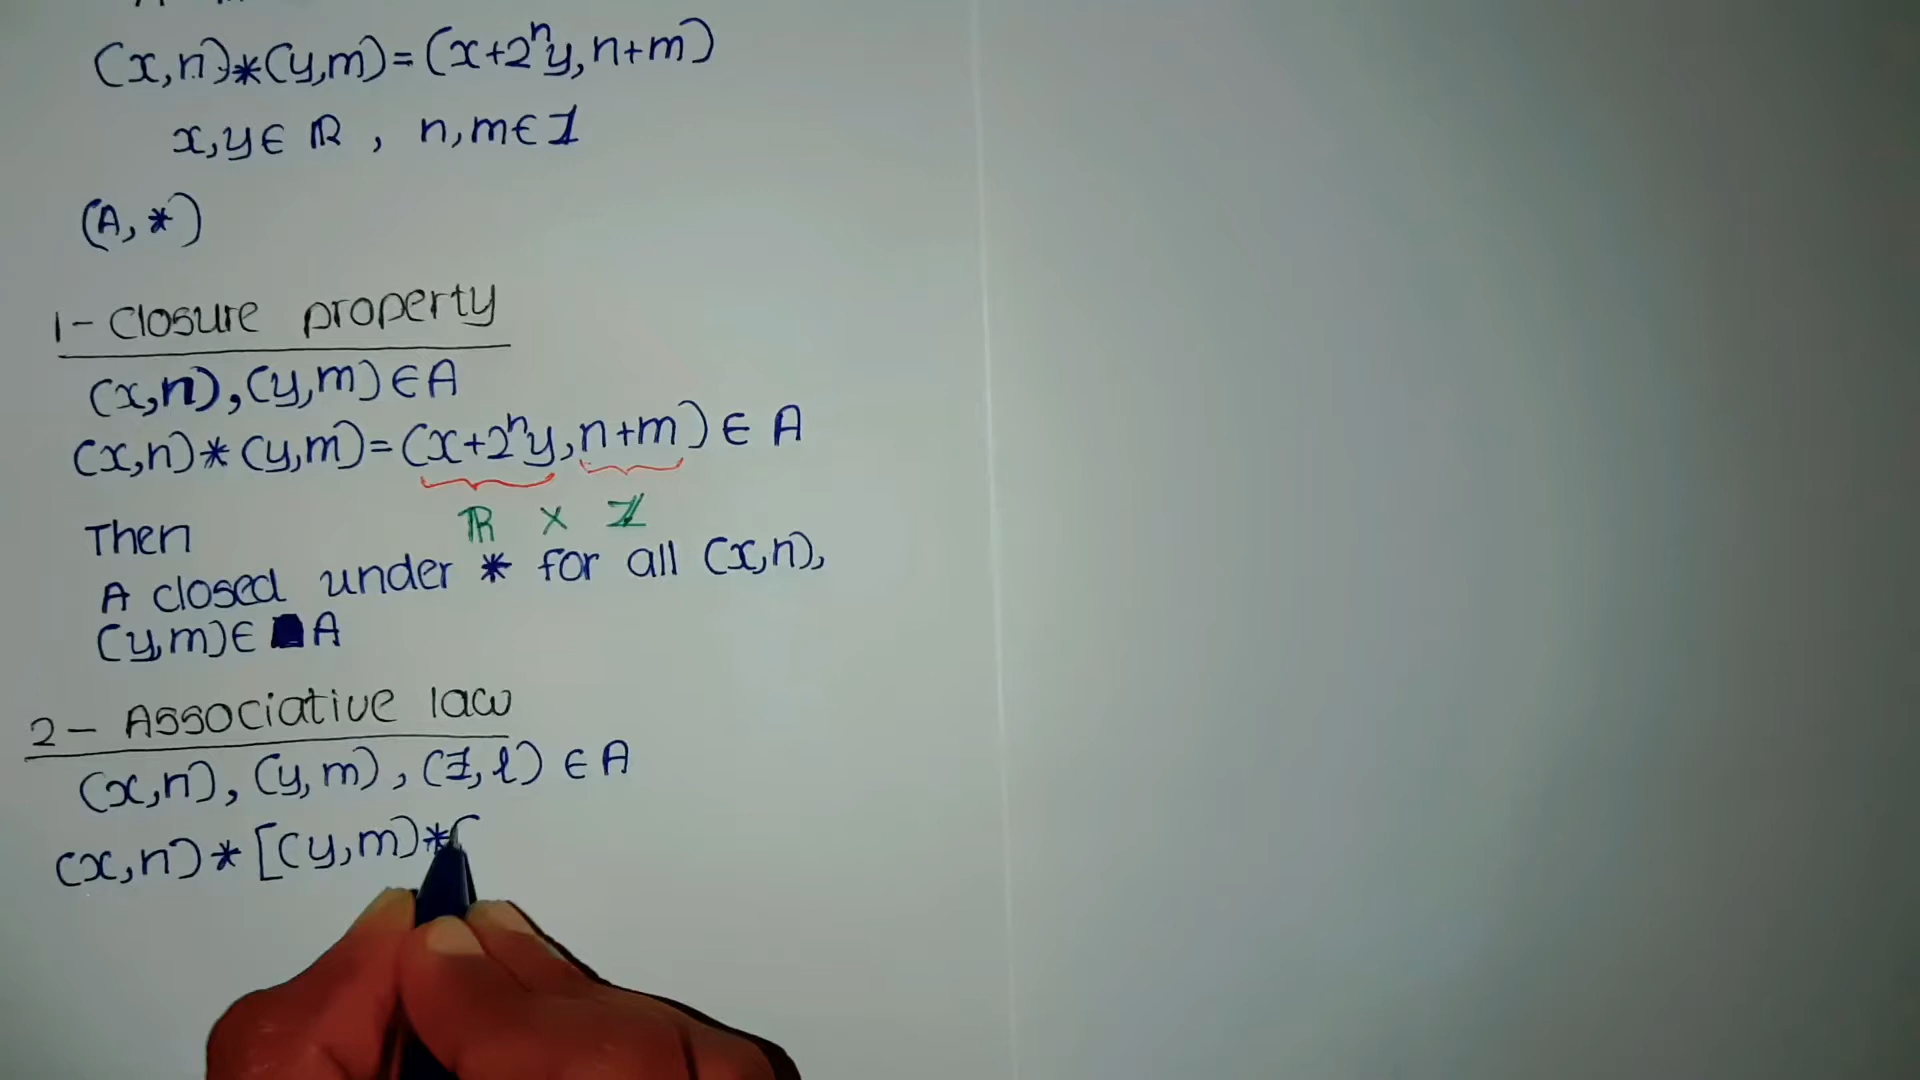 (x,n)*(y,m)=(x+2ⁿy,n+m)
x,y∈ ℝ , n,m∈ℤ
(A,*)
1- Closure property
(x,n),(y,m)∈A
(x,n)*(y,m)=(x+2ⁿy,n+m)∈ A
ℝ × ℤ
Then
A closed under * for all (x,n),
(y,m)∈ A
2- Associative law
(x,n),(y,m),(z,l)∈A
(x,n)*[(y,m)*(